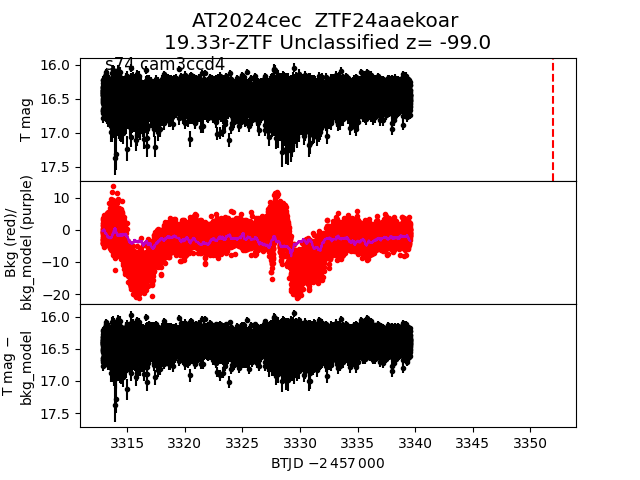 AT2024cec  ZTF24aaekoar
19.33r-ZTF Unclassified z= -99.0
s74 cam3ccd4
T mag
16.0
16.5
17.0
17.5
Bkg (red)/
bkg_model (purple)
10
0
−10
−20
T mag −
bkg_model
16.0
16.5
17.0
17.5
3315 3320 3325 3330 3335 3340 3345 3350
BTJD −2 457 000